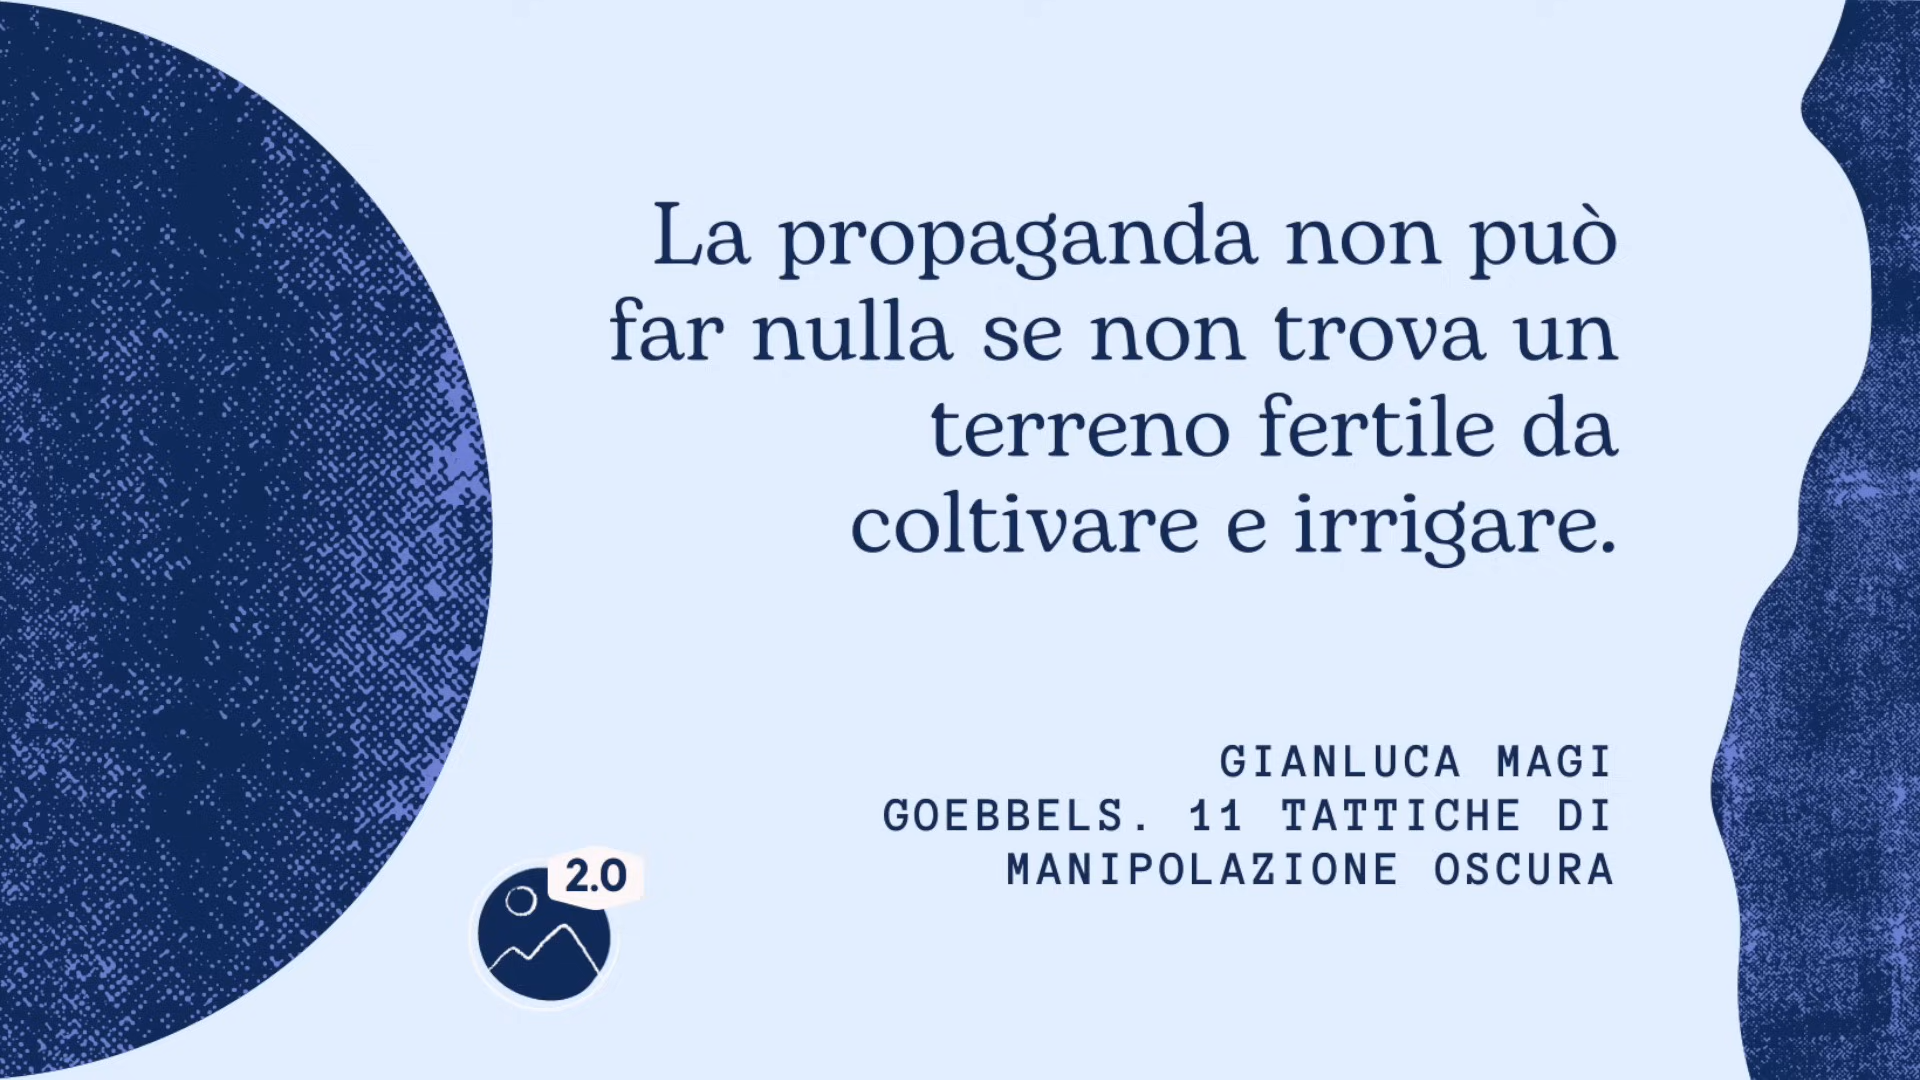 La propaganda non può
far nulla se non trova un
terreno fertile da
coltivare e irrigare.
GIANLUCA MAGI
GOEBBELS. 11 TATTICHE DI
MANIPOLAZIONE OSCURA
2.0